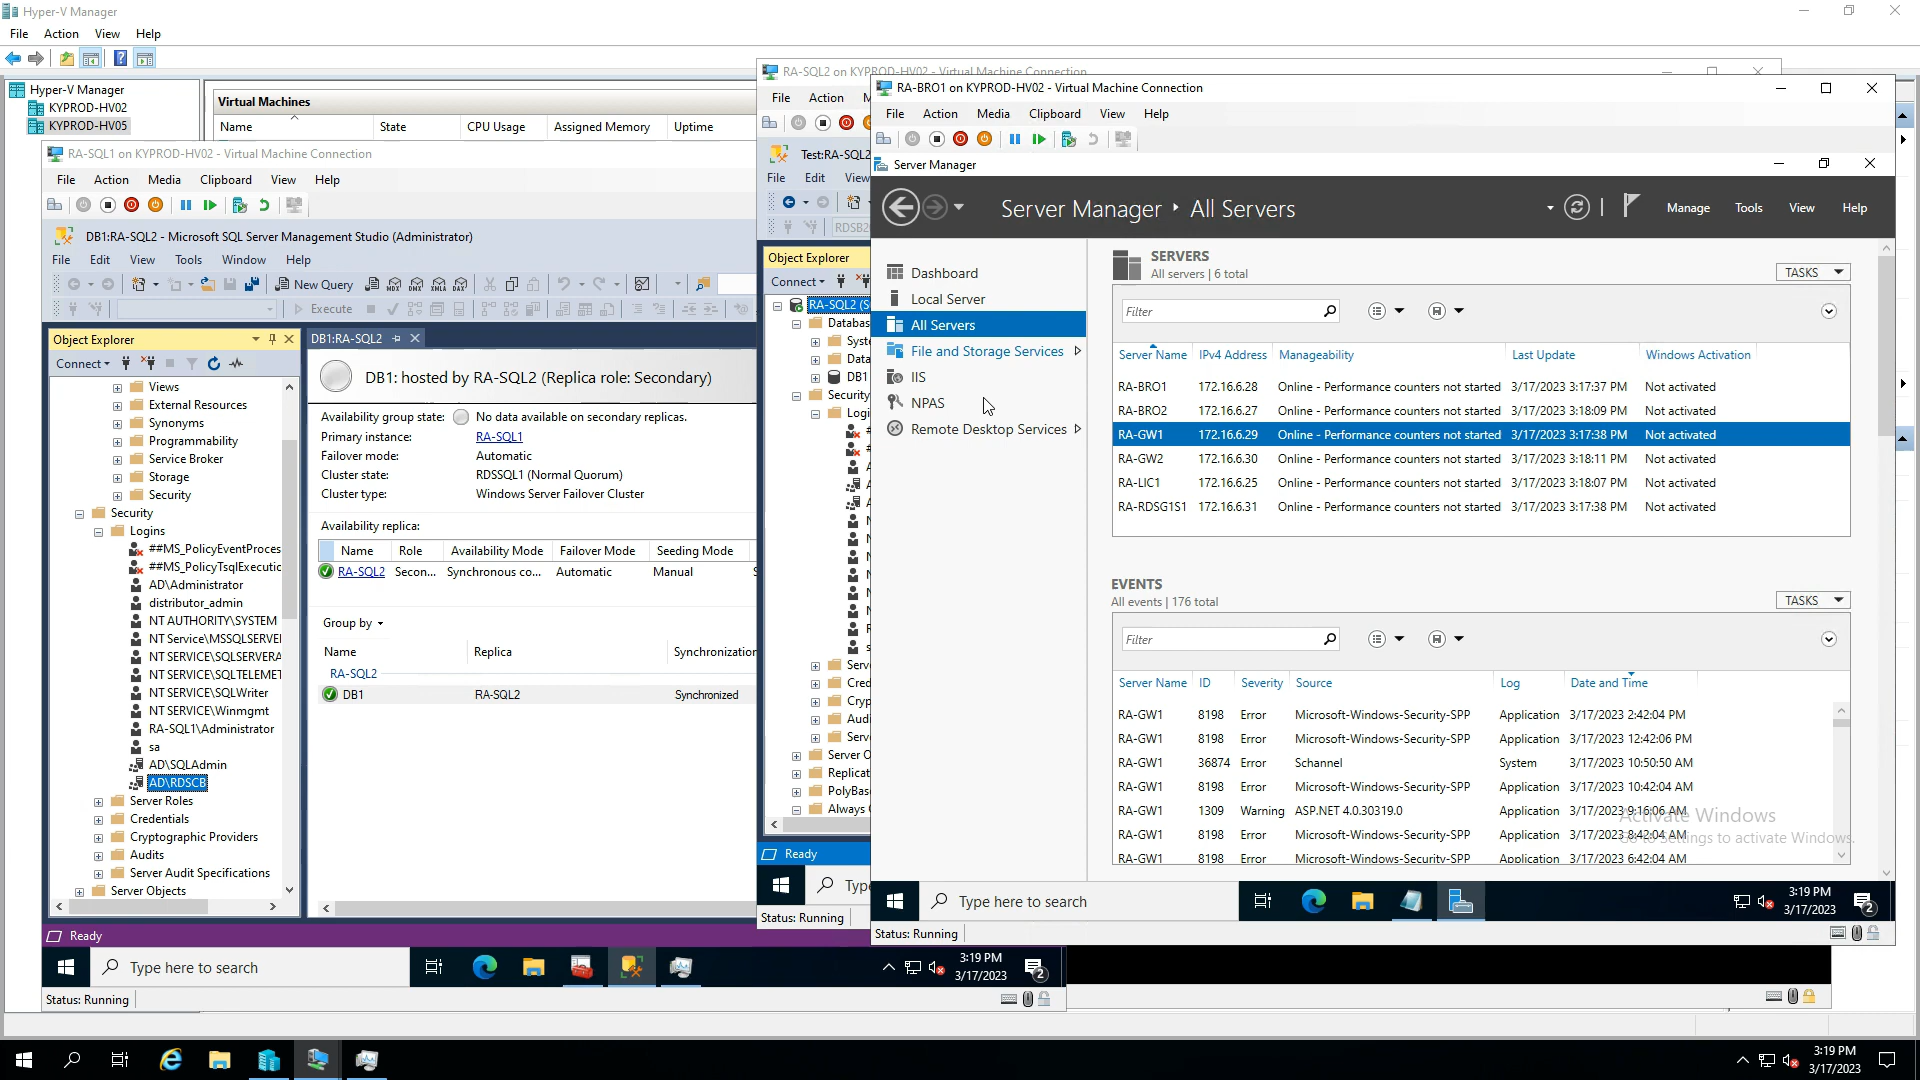 Hyper-V Manager
File Action View Help
Hyper-V Manager
KYPROD-HV02
KYPROD-HV05
Virtual Machines
Name State CPU Usage Assigned Memory Uptime
RA-SQL1 on KYPROD-HV02 - Virtual Machine Connection
File Action Media Clipboard View Help
DB1:RA-SQL2 - Microsoft SQL Server Management Studio (Administrator)
File Edit View Tools Window Help
New Query
Execute
Object Explorer
Connect
Views
External Resources
Synonyms
Programmability
Service Broker
Storage
Security
Security
Logins
##MS_PolicyEventProces
##MS_PolicyTsqlExecutic
AD\Administrator
distributor_admin
NT AUTHORITY\SYSTEM
NT Service\MSSQLSERVE
NT SERVICE\SQLSERVERA
NT SERVICE\SQLTELEMET
NT SERVICE\SQLWriter
NT SERVICE\Winmgmt
RA-SQL1\Administrator
sa
AD\SQLAdmin
AD\RDSCB
Server Roles
Credentials
Cryptographic Providers
Audits
Server Audit Specifications
Server Objects
DB1:RA-SQL2
DB1: hosted by RA-SQL2 (Replica role: Secondary)
Availability group state: No data available on secondary replicas.
Primary instance: RA-SQL1
Failover mode: Automatic
Cluster state: RDSSQL1 (Normal Quorum)
Cluster type: Windows Server Failover Cluster
Availability replica:
Name Role Availability Mode Failover Mode Seeding Mode
RA-SQL2 Secon... Synchronous co... Automatic Manual
Group by
Name Replica Synchronization
RA-SQL2
DB1 RA-SQL2 Synchronized
Ready
Type here to search
3:19 PM
3/17/2023
2
Status: Running
RA-SQL2 on KYPROD-HV02 - Virtual Machine Connection
File Action M
Test:RA-SQL2
File Edit View
RDSB2
Object Explorer
Connect
RA-SQL2 (S
Databas
Syste
Data
DB1
Security
Logi
Serv
Cred
Cryp
Audi
Serv
Server O
Replicat
PolyBas
Always
Ready
Type
Status: Running
RA-BRO1 on KYPROD-HV02 - Virtual Machine Connection
File Action Media Clipboard View Help
Server Manager
Server Manager All Servers
Manage Tools View Help
Dashboard
Local Server
All Servers
File and Storage Services
IIS
NPAS
Remote Desktop Services
SERVERS
All servers | 6 total
TASKS
Filter
Server Name IPv4 Address Manageability Last Update Windows Activation
RA-BRO1 172.16.6.28 Online - Performance counters not started 3/17/2023 3:17:37 PM Not activated
RA-BRO2 172.16.6.27 Online - Performance counters not started 3/17/2023 3:18:09 PM Not activated
RA-GW1 172.16.6.29 Online - Performance counters not started 3/17/2023 3:17:38 PM Not activated
RA-GW2 172.16.6.30 Online - Performance counters not started 3/17/2023 3:18:11 PM Not activated
RA-LIC1 172.16.6.25 Online - Performance counters not started 3/17/2023 3:18:07 PM Not activated
RA-RDSG1S1 172.16.6.31 Online - Performance counters not started 3/17/2023 3:17:38 PM Not activated
EVENTS
All events | 176 total
TASKS
Filter
Server Name ID Severity Source Log Date and Time
RA-GW1 8198 Error Microsoft-Windows-Security-SPP Application 3/17/2023 2:42:04 PM
RA-GW1 8198 Error Microsoft-Windows-Security-SPP Application 3/17/2023 12:42:06 PM
RA-GW1 36874 Error Schannel System 3/17/2023 10:50:50 AM
RA-GW1 8198 Error Microsoft-Windows-Security-SPP Application 3/17/2023 10:42:04 AM
RA-GW1 1309 Warning ASP.NET 4.0.30319.0 Application 3/17/2023 9:16:06 AM
RA-GW1 8198 Error Microsoft-Windows-Security-SPP Application 3/17/2023 8:42:04 AM
RA-GW1 8198 Error Microsoft-Windows-Security-SPP Application 3/17/2023 6:42:04 AM
Activate Windows
Go to Settings to activate Windows.
Type here to search
3:19 PM
3/17/2023
2
Status: Running
3:19 PM
3/17/2023